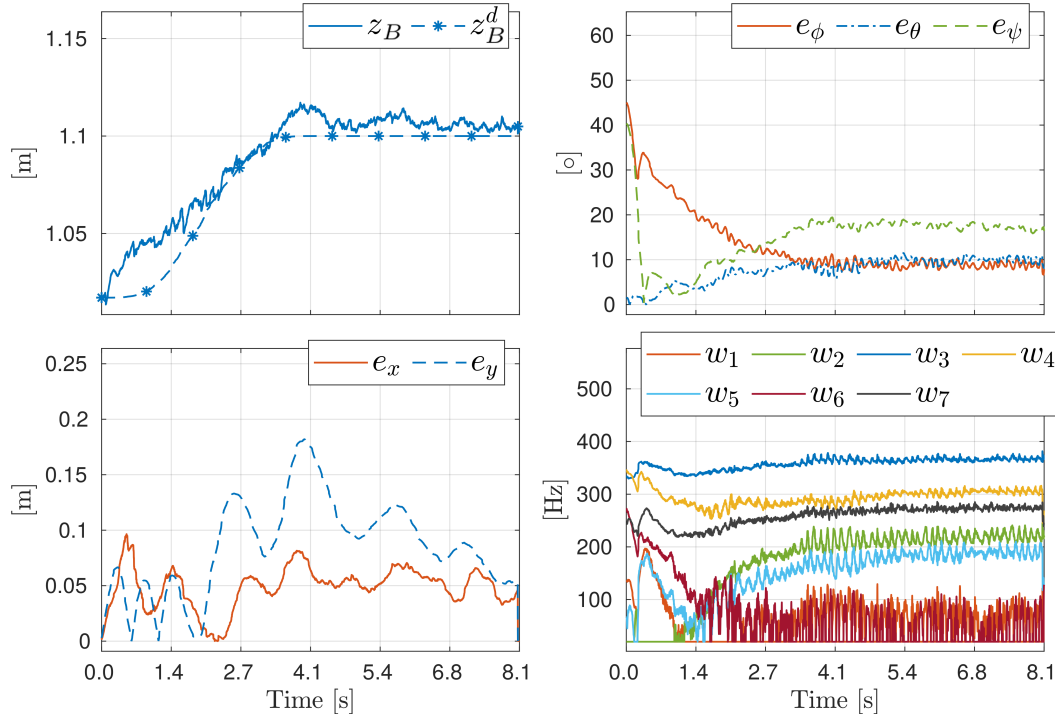 z_B z_B^d
1.15
1.10
1.05
[m]
e_ϕ e_θ e_ψ
60
50
40
30
20
10
0
[∘]
e_x e_y
0.25
0.2
0.15
0.1
0.05
0
[m]
0.0 1.4 2.7 4.1 5.4 6.8 8.1
Time [s]
w_1 w_2 w_3 w_4
w_5 w_6 w_7
500
400
300
200
100
[Hz]
0.0 1.4 2.7 4.1 5.4 6.8 8.1
Time [s]